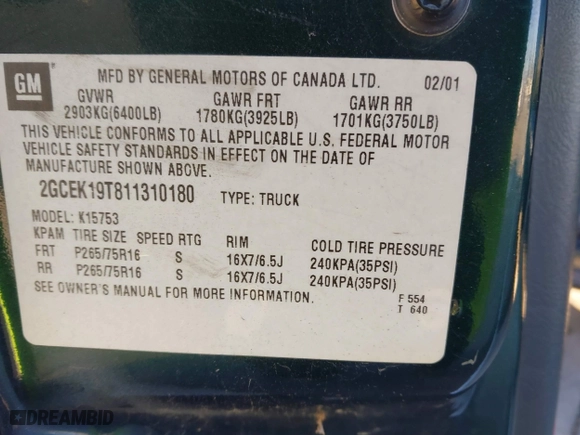 GM
MFD BY GENERAL MOTORS OF CANADA LTD. 02/01
GVWR GAWR FRT GAWR RR
2903KG(6400LB) 1780KG(3925LB) 1701KG(3750LB)
THIS VEHICLE CONFORMS TO ALL APPLICABLE U.S. FEDERAL MOTOR
VEHICLE SAFETY STANDARDS IN EFFECT ON THE DATE OF
MANUFACTURE SHOWN ABOVE.
2GCEK19T811310180 TYPE: TRUCK
MODEL: K15753
KPAM TIRE SIZE SPEED RTG RIM COLD TIRE PRESSURE
FRT P265/75R16 S 16X7/6.5J 240KPA(35PSI)
RR P265/75R16 S 16X7/6.5J 240KPA(35PSI)
SEE OWNER'S MANUAL FOR MORE INFORMATION.
F 554
T 640
DREAMBID